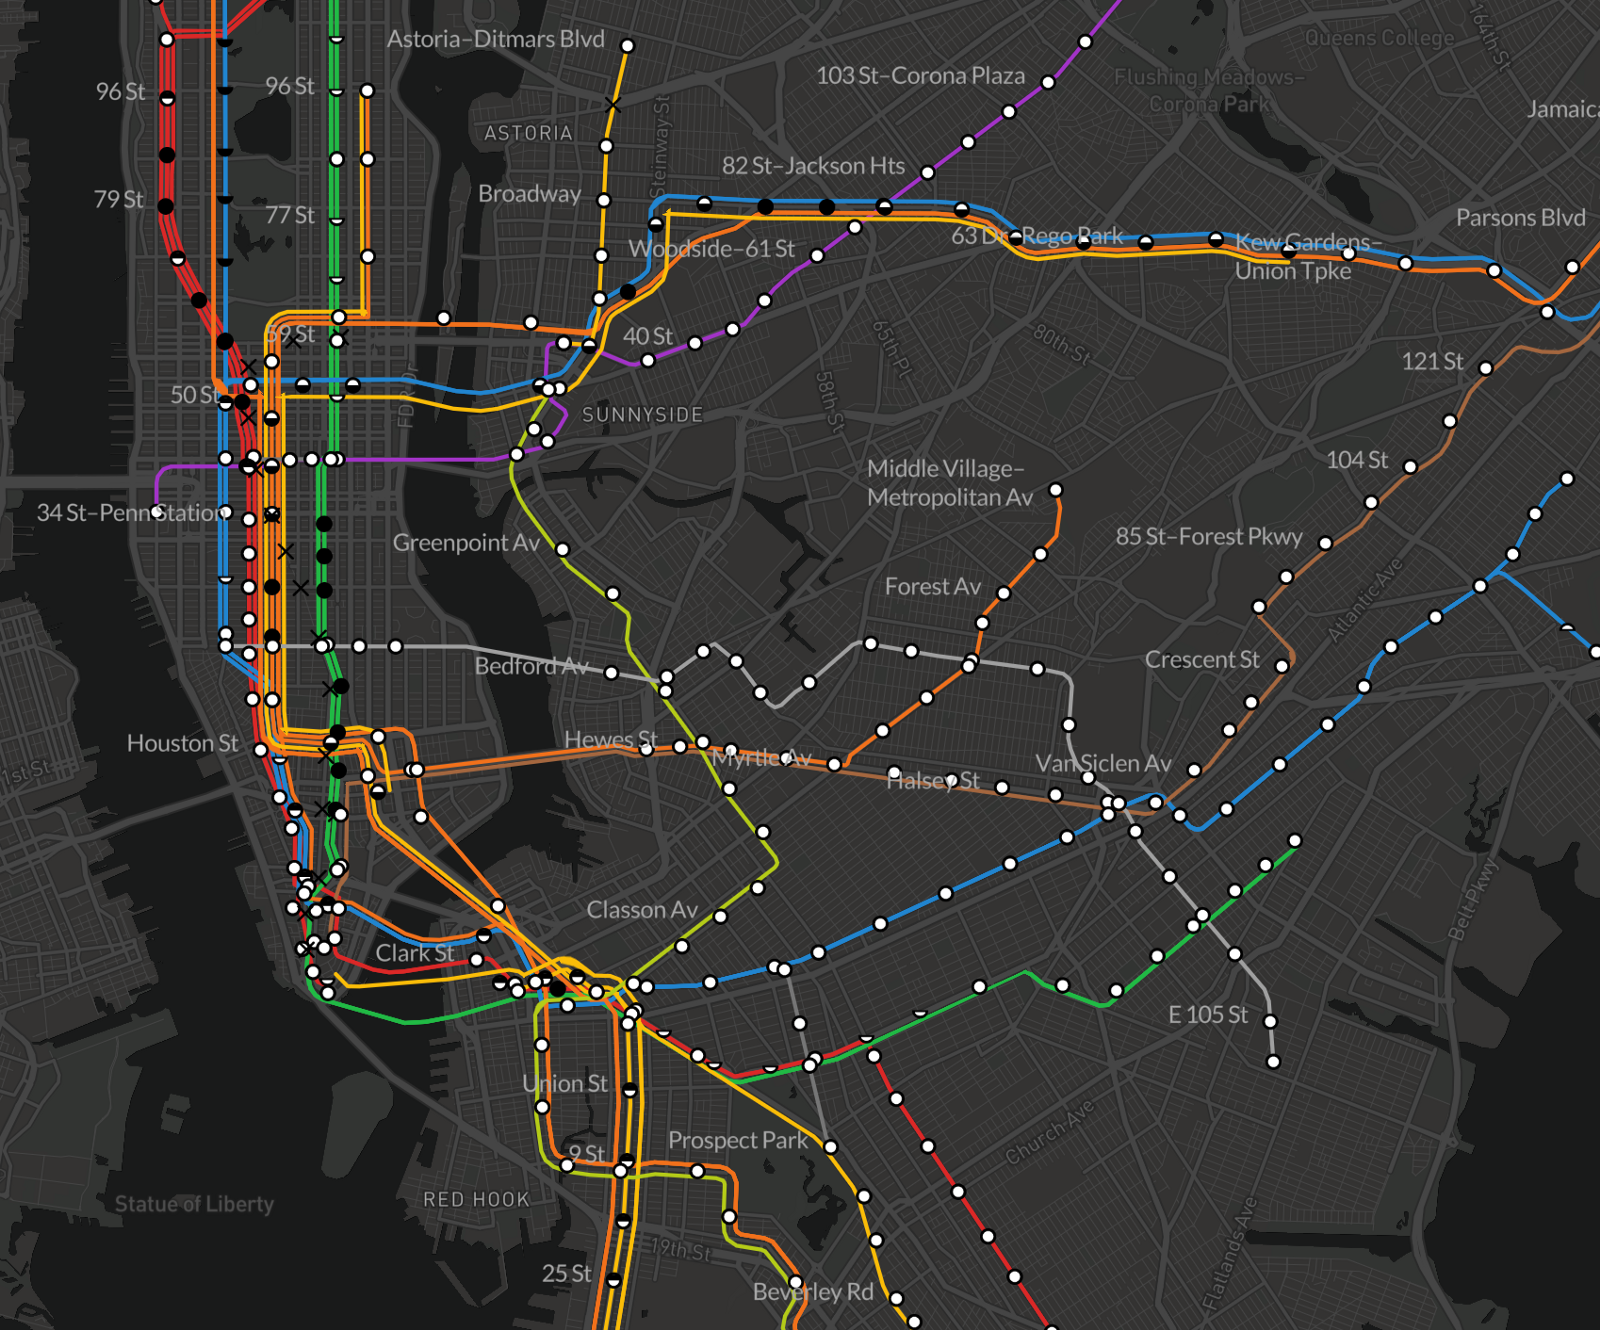 Astoria–Ditmars Blvd
Queens College
164th St
103 St–Corona Plaza
Flushing Meadows–
Corona Park
96 St
96 St
Jamaica
ASTORIA
Steinway St
82 St–Jackson Hts
Broadway
79 St
77 St
Parsons Blvd
63 Dr–Rego Park
Woodside–61 St
Kew Gardens–
Union Tpke
59 St
40 St
65th Pl
80th St
121 St
FDR Dr
50 St
58th St
SUNNYSIDE
104 St
Middle Village–
Metropolitan Av
34 St–Penn Station
85 St–Forest Pkwy
Greenpoint Av
Forest Av
Atlantic Ave
Bedford Av
Crescent St
Houston St
Hewes St
Myrtle Av
Van Siclen Av
1st St
Halsey St
Belt Pkwy
Classon Av
Clark St
E 105 St
Union St
Church Ave
Prospect Park
9 St
RED HOOK
Statue of Liberty
19th St
Flatlands Ave
25 St
Beverley Rd